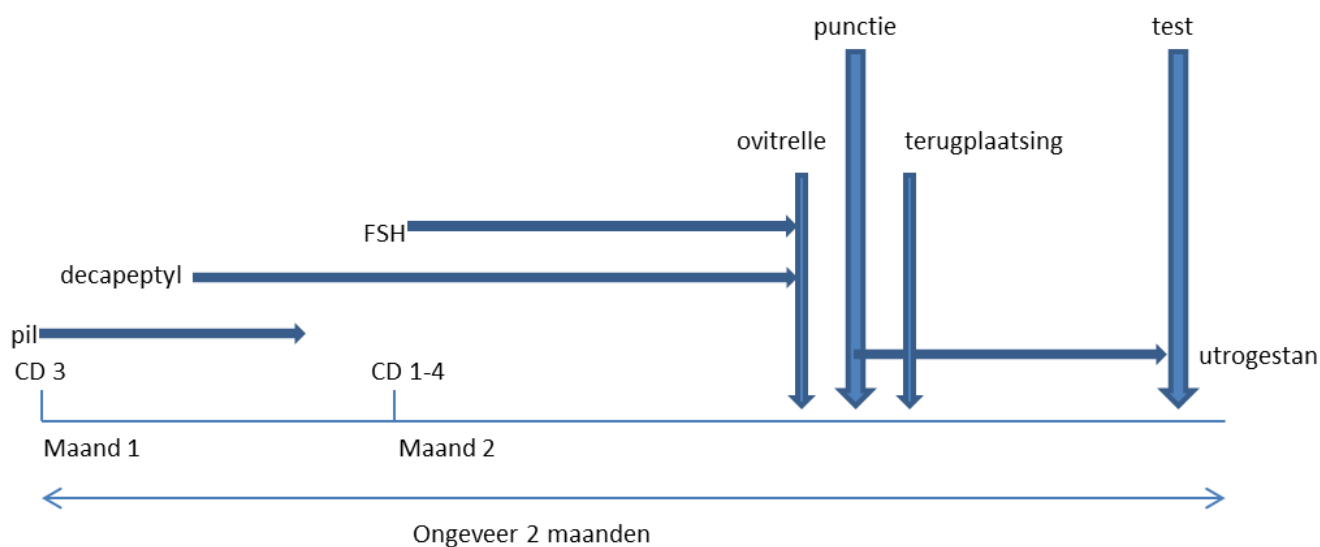 punctie
test
ovitrelle
terugplaatsing
FSH
decapeptyl
pil
utrogestan
CD 3
CD 1-4
Maand 1
Maand 2
Ongeveer 2 maanden